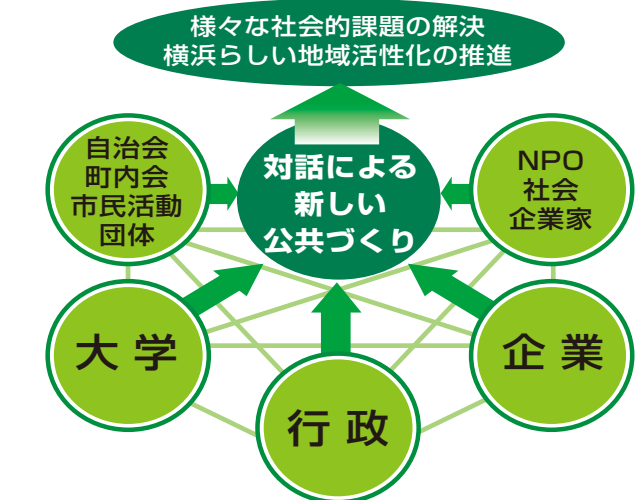 様々な社会的課題の解決
横浜らしい地域活性化の推進
自治会
町内会
市民活動
団体
対話による
新しい
公共づくり
NPO
社会
企業家
大学
行政
企業